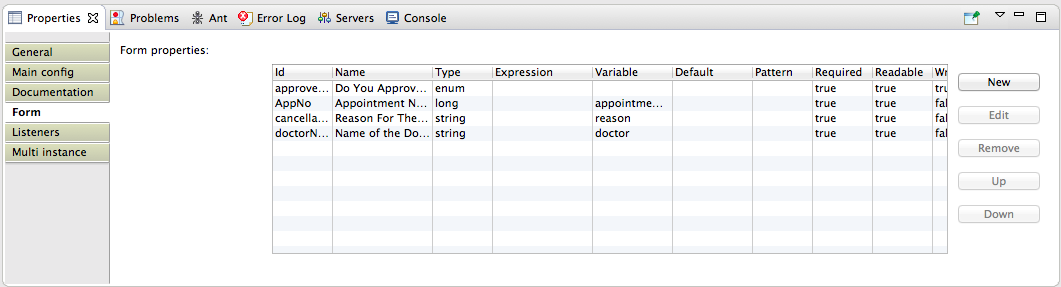 Properties Problems Ant Error Log Servers Console
General
Main config
Documentation
Form
Listeners
Multi instance
Form properties:
Id Name Type Expression Variable Default Pattern Required Readable Wr
approve... Do You Approv... enum true true tru
AppNo Appointment N... long appointme... true true fal
cancella... Reason For The... string reason true true fal
doctorN... Name of the Do... string doctor true true fal
New
Edit
Remove
Up
Down